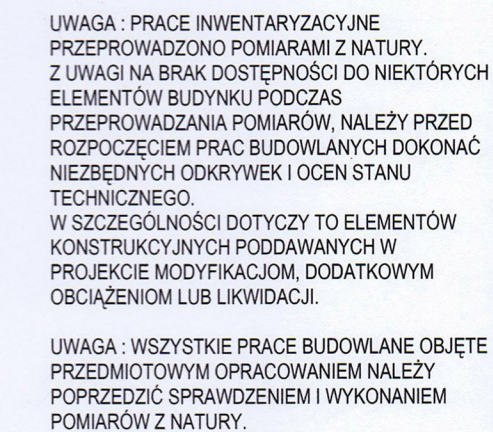 UWAGA : PRACE INWENTARYZACYJNE
PRZEPROWADZONO POMIARAMI Z NATURY.
Z UWAGI NA BRAK DOSTĘPNOŚCI DO NIEKTÓRYCH
ELEMENTÓW BUDYNKU PODCZAS
PRZEPROWADZANIA POMIARÓW, NALEŻY PRZED
ROZPOCZĘCIEM PRAC BUDOWLANYCH DOKONAĆ
NIEZBĘDNYCH ODKRYWEK I OCEN STANU
TECHNICZNEGO.
W SZCZEGÓLNOŚCI DOTYCZY TO ELEMENTÓW
KONSTRUKCYJNYCH PODDAWANYCH W
PROJEKCIE MODYFIKACJOM, DODATKOWYM
OBCIĄŻENIOM LUB LIKWIDACJI.
UWAGA : WSZYSTKIE PRACE BUDOWLANE OBJĘTE
PRZEDMIOTOWYM OPRACOWANIEM NALEŻY
POPRZEDZIĆ SPRAWDZENIEM I WYKONANIEM
POMIARÓW Z NATURY.